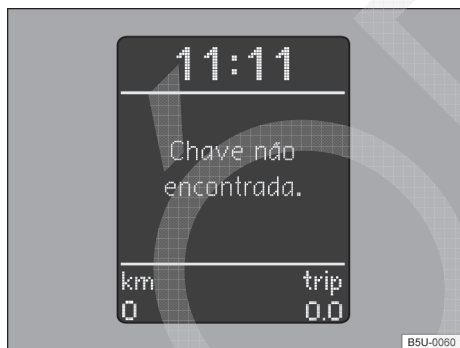 11:11
Chave não
encontrada.
km trip
0 0.0
B5U-0060